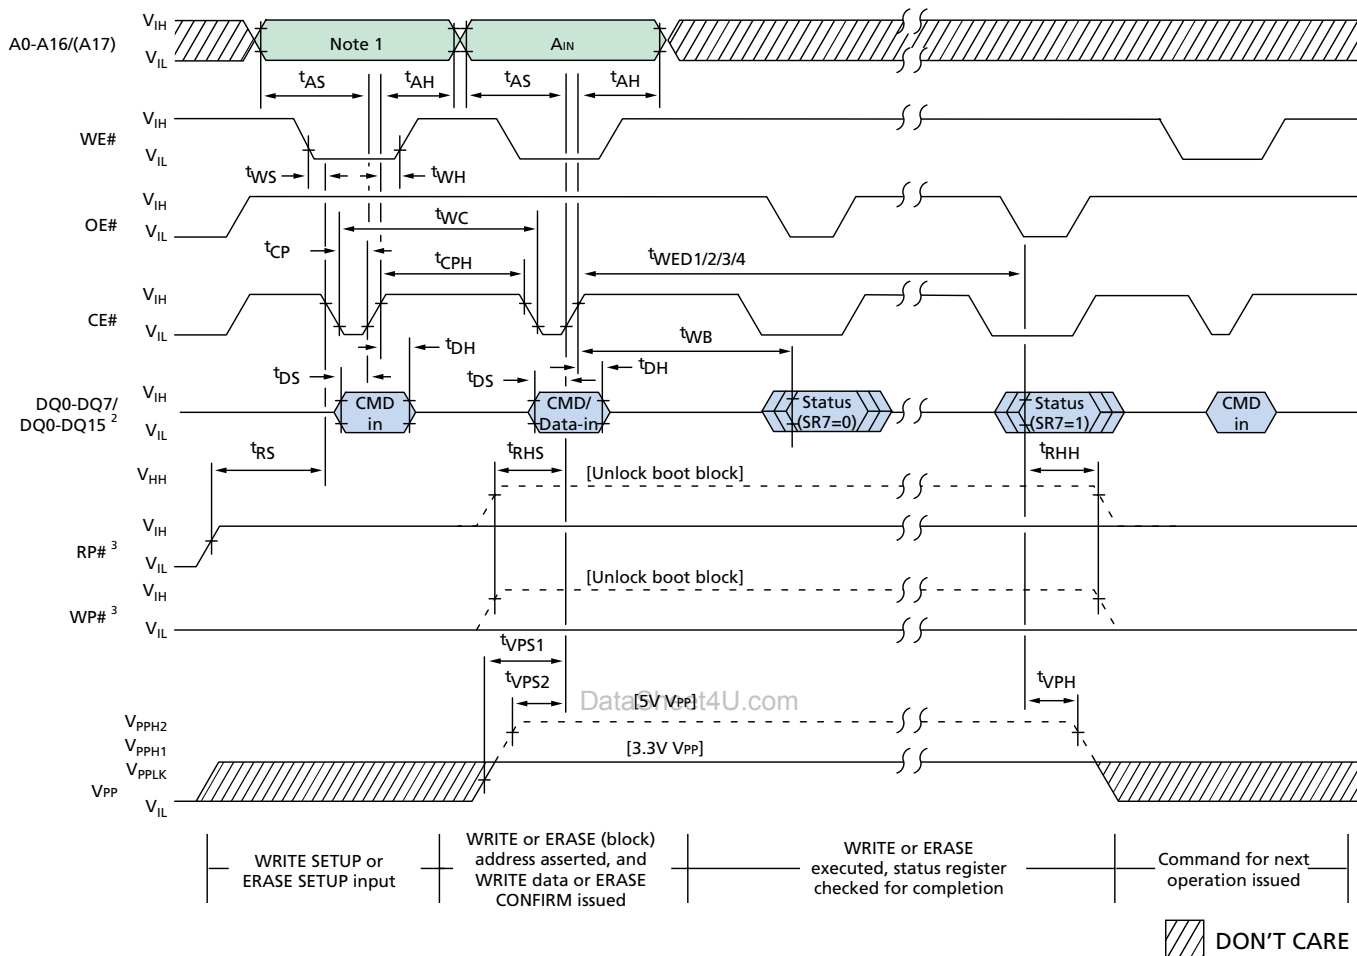 A0-A16/(A17)
VIH
VIL
Note 1
AIN
tAS
tAH
tAS
tAH
WE#
VIH
VIL
tWS
tWH
OE#
VIH
VIL
tWC
tCP
tCPH
tWED1/2/3/4
CE#
VIH
VIL
tWB
tDH
tDS
tDS
tDH
DQ0-DQ7/
DQ0-DQ15 2
VIH
VIL
CMD
in
CMD/
Data-in
Status
(SR7=0)
Status
(SR7=1)
CMD
in
tRS
tRHS
tRHH
VHH
[Unlock boot block]
VIH
RP# 3
VIL
[Unlock boot block]
VIH
WP# 3
VIL
tVPS1
tVPS2
tVPH
DataSheet4U.com
[5V VPP]
VPPH2
VPPH1
[3.3V VPP]
VPPLK
VPP
VIL
WRITE SETUP or
ERASE SETUP input
WRITE or ERASE (block)
address asserted, and
WRITE data or ERASE
CONFIRM issued
WRITE or ERASE
executed, status register
checked for completion
Command for next
operation issued
DON'T CARE